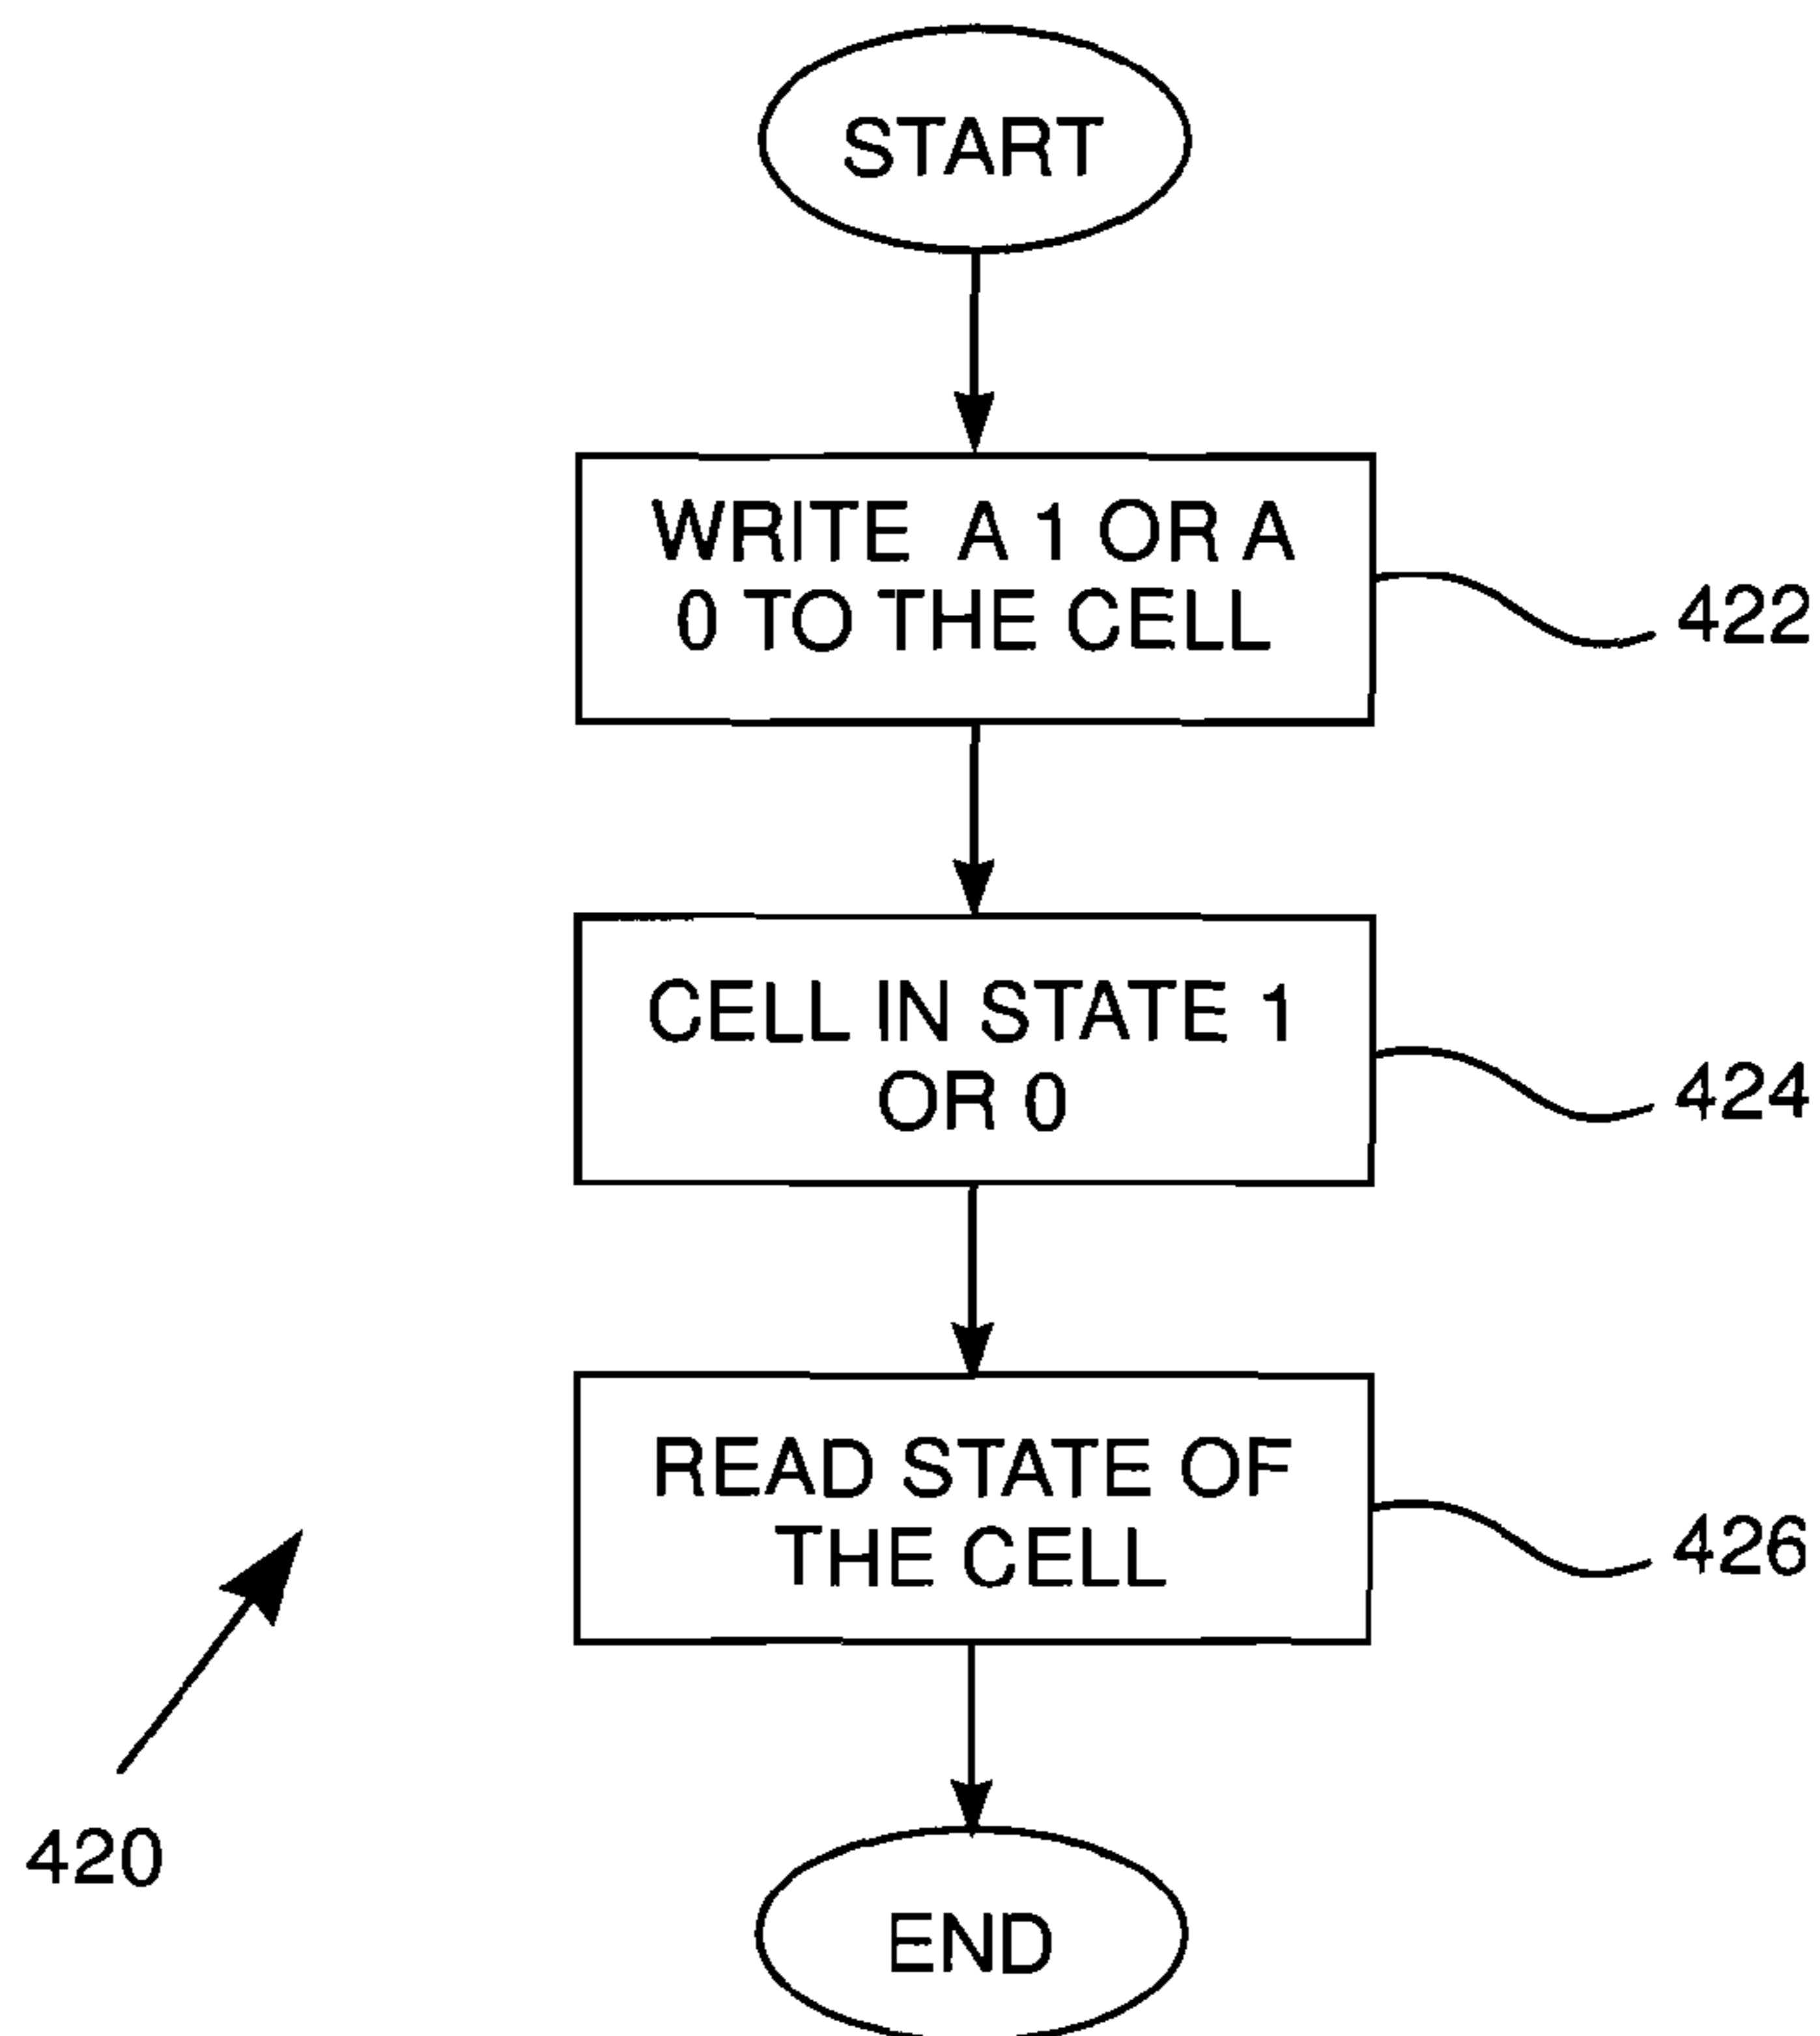 START
WRITE A 1 OR A
0 TO THE CELL
422
CELL IN STATE 1
OR 0
424
READ STATE OF
THE CELL
426
420
END